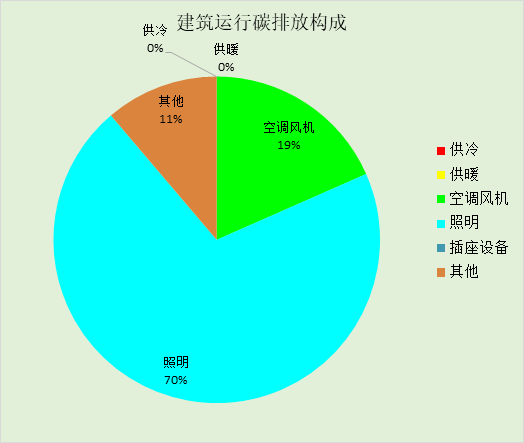 建筑运行碳排放构成
供冷
0%
供暖
0%
其他
11%
空调风机
19%
照明
70%
供冷
供暖
空调风机
照明
插座设备
其他